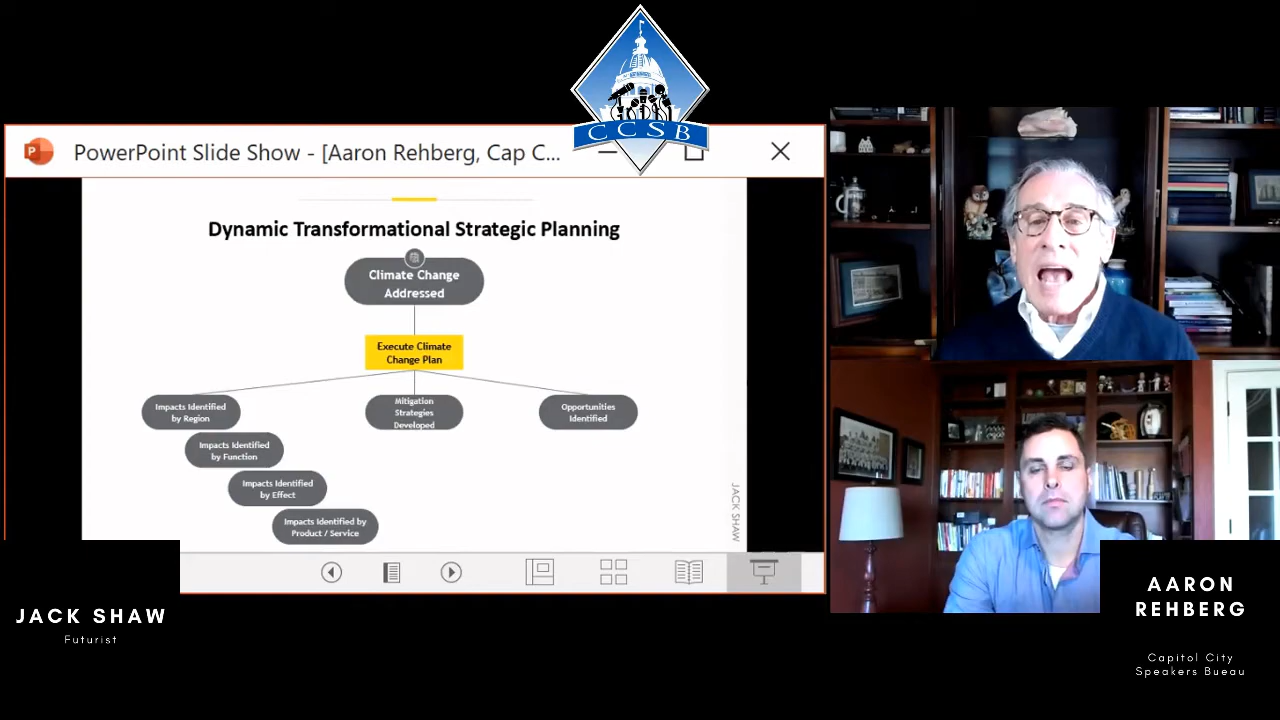 CCSB
PowerPoint Slide Show - [Aaron Rehberg, Cap C...
Dynamic Transformational Strategic Planning
Climate Change
Addressed
Execute Climate
Change Plan
Impacts Identified
by Region
Mitigation
Strategies
Developed
Opportunities
Identified
Impacts Identified
by Function
Impacts Identified
by Effect
Impacts Identified by
Product / Service
JACK SHAW
JACK SHAW
Futurist
AARON
REHBERG
Capitol City
Speakers Bueau